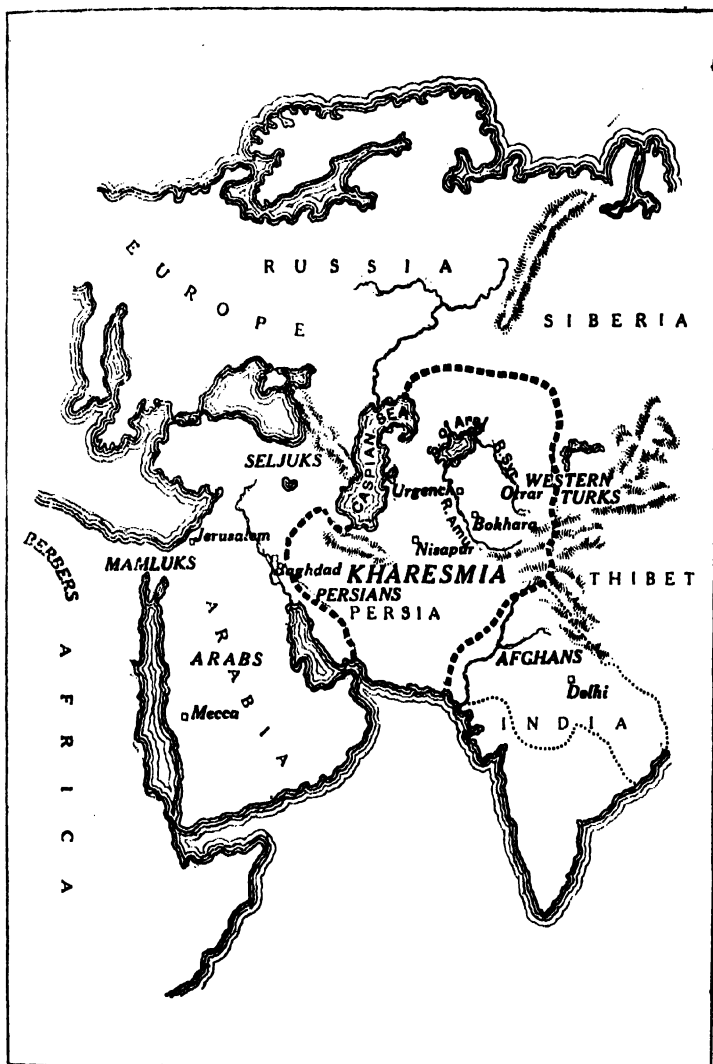 RUSSIA
EUROPE
SIBERIA
CASPIAN SEA
SELJUKS
Urgench
R. Syr
Otrar
WESTERN
TURKS
Bokhara
R. Amu
Nisapur
Jerusalem
BERBERS
MAMLUKS
Baghdad
KHARESMIA
THIBET
PERSIANS
PERSIA
ARABIA
ARABS
AFGHANS
Delhi
Mecca
INDIA
AFRICA